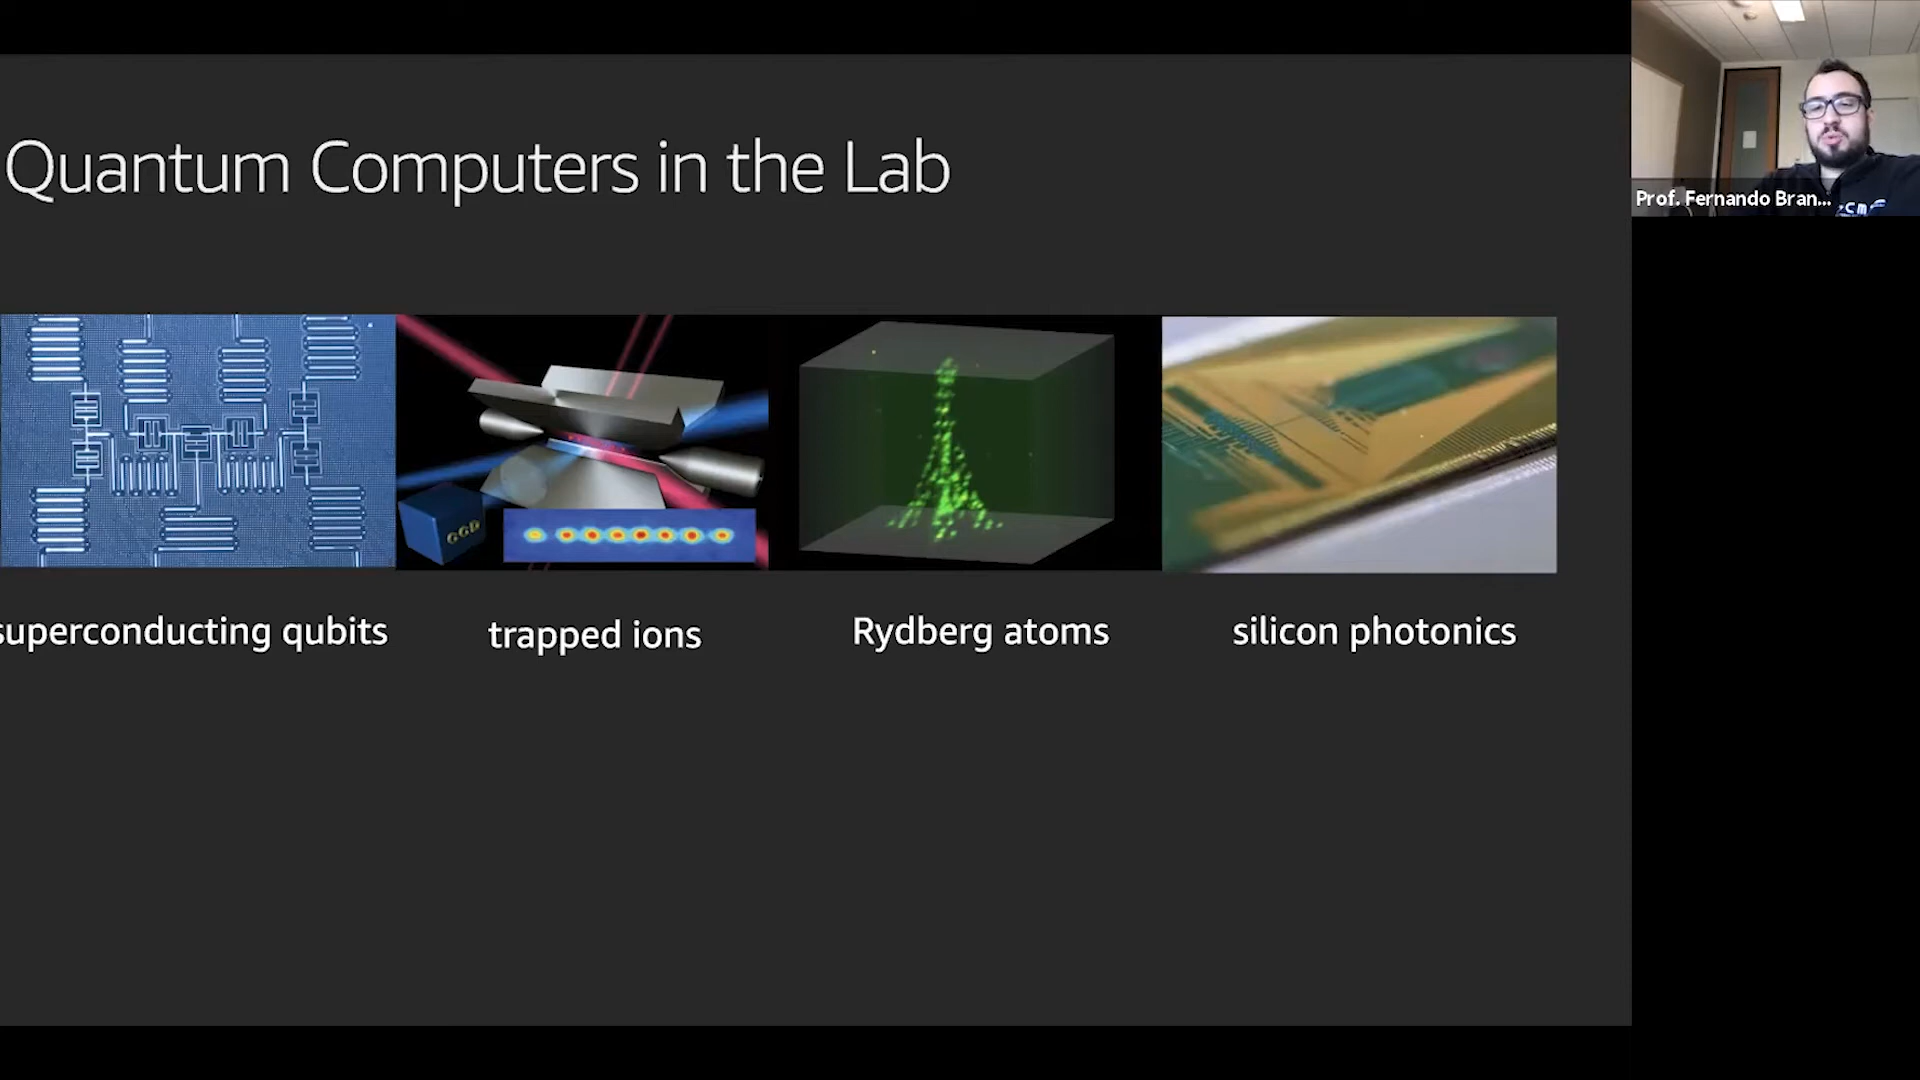 Quantum Computers in the Lab
Prof. Fernando Bran...
superconducting qubits
trapped ions
Rydberg atoms
silicon photonics